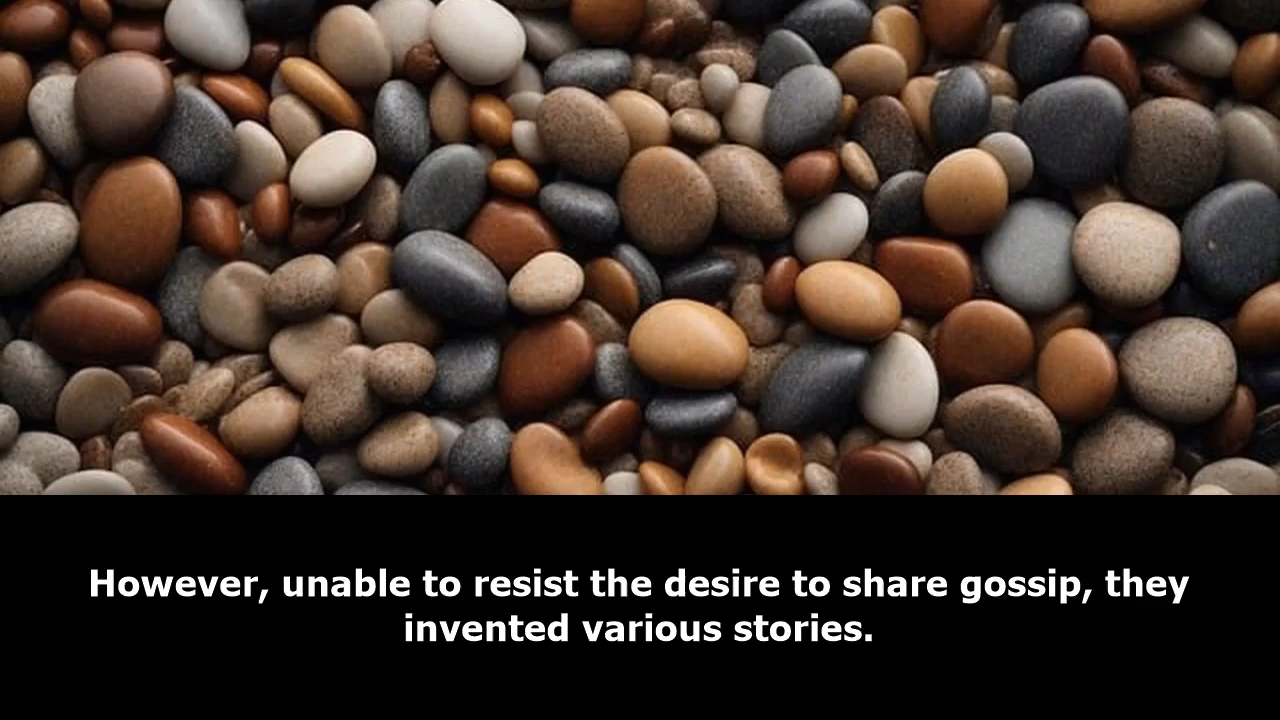 However, unable to resist the desire to share gossip, they
invented various stories.